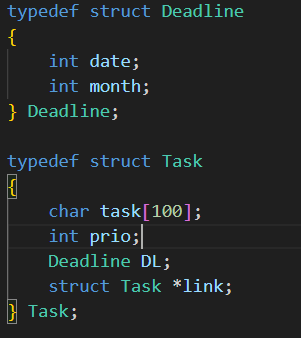 typedef struct Deadline
{
    int date;
    int month;
} Deadline;

typedef struct Task
{
    char task[100];
    int prio;
    Deadline DL;
    struct Task *link;
} Task;